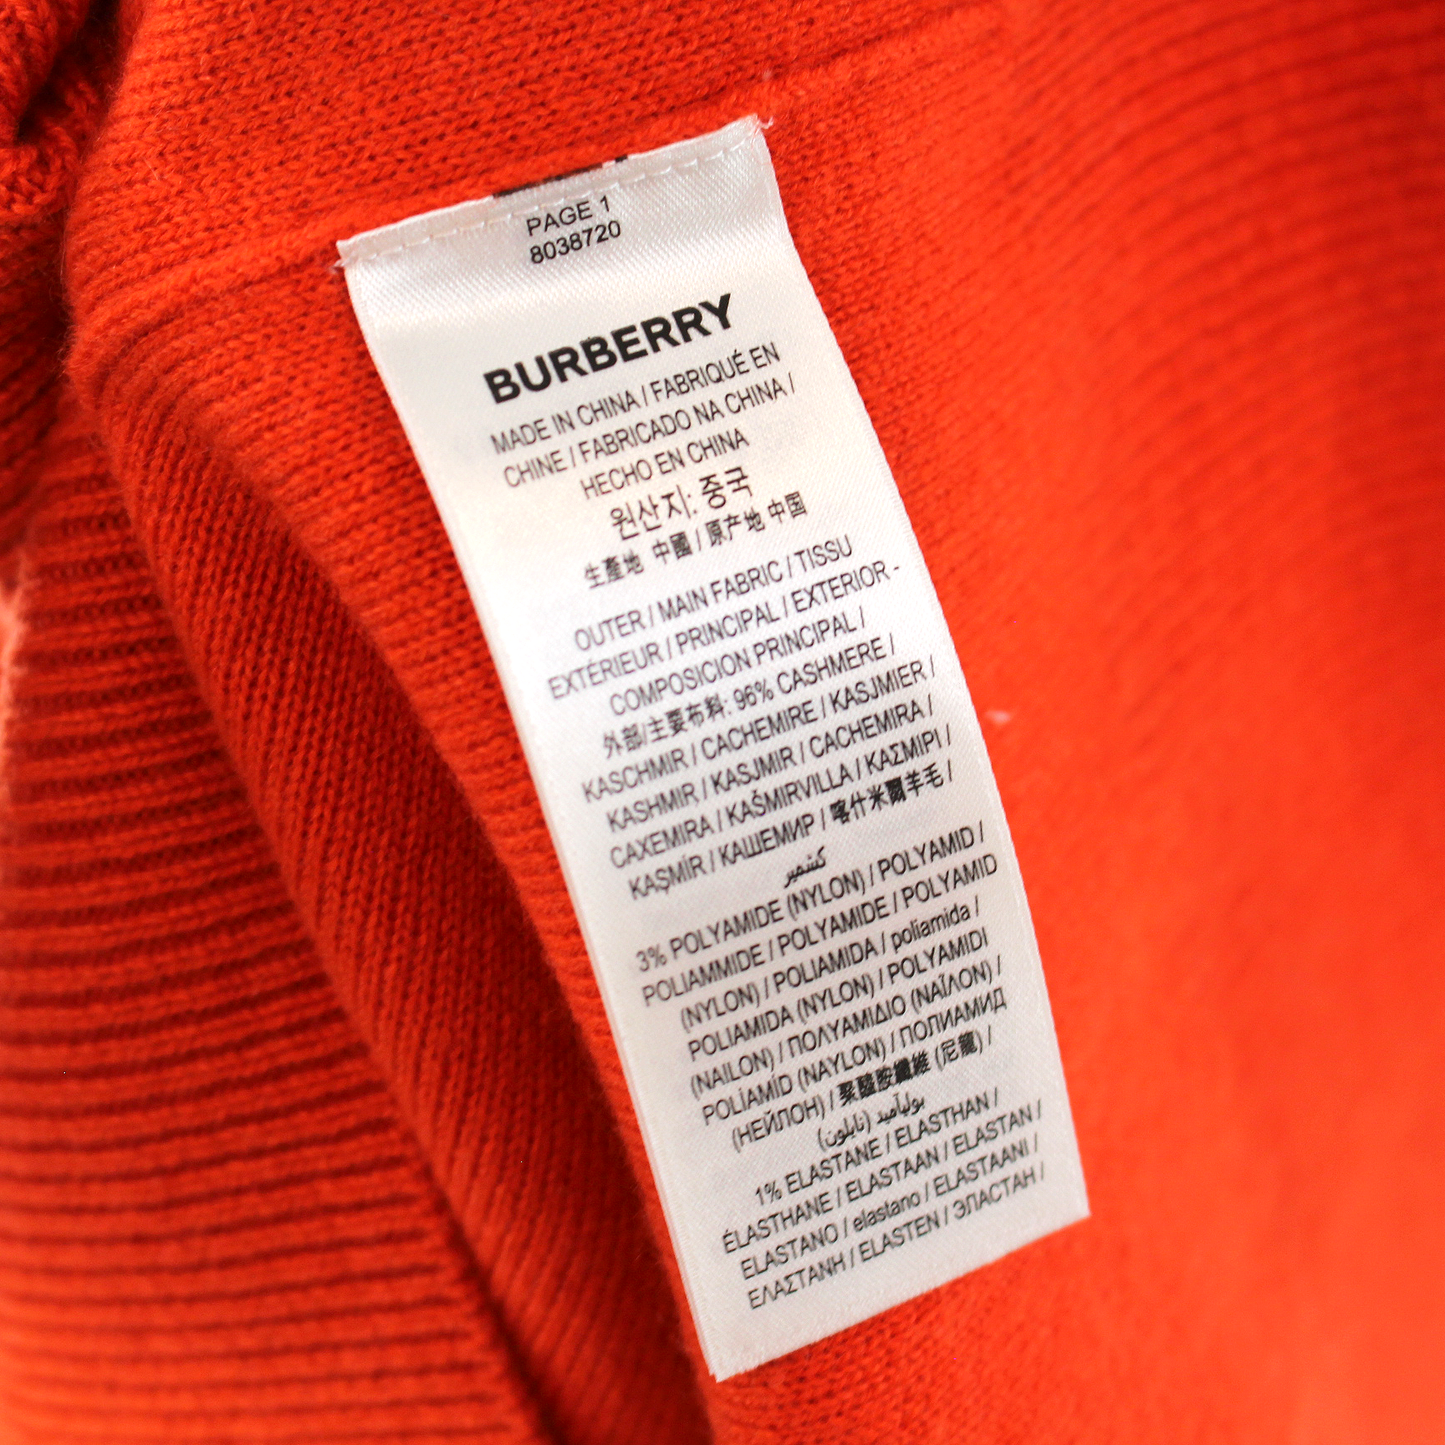 PAGE 1
8038720
BURBERRY
MADE IN CHINA / FABRIQUÉ EN
CHINE / FABRICADO NA CHINA /
HECHO EN CHINA
원산지: 중국
生產地 中國 / 原产地 中国
OUTER / MAIN FABRIC / TISSU
EXTÉRIEUR / PRINCIPAL / EXTERIOR -
COMPOSICION PRINCIPAL /
外部/主要布料: 96% CASHMERE /
KASCHMIR / CACHEMIRE / KASJMIER /
KASHMIR / KASJMIR / CACHEMIRA /
CAXEMIRA / KAŠMIRVILLA / ΚΑΣΜΙΡΙ /
KAŞMİR / КАШЕМИР / 喀什米爾羊毛 /
كشمير
3% POLYAMIDE (NYLON) / POLYAMID /
POLIAMMIDE / POLYAMIDE / POLYAMID
(NYLON) / POLIAMIDA / poliamida /
POLIAMIDA (NYLON) / POLYAMIDI
(NAILON) / ΠΟΛΥΑΜΙΔΙΟ (ΝΑΪΛΟΝ) /
POLİAMİD (NAYLON) / ПОЛИАМИД
(НЕЙЛОН) / 聚醯胺纖維 (尼龍) /
بولياميد (نايلون)
1% ELASTANE / ELASTHAN /
ÉLASTHANE / ELASTAAN / ELASTAN /
ELASTANO / elastano / ELASTAANI /
ΕΛΑΣΤΑΝΗ / ELASTEN / ЭЛАСТАН /